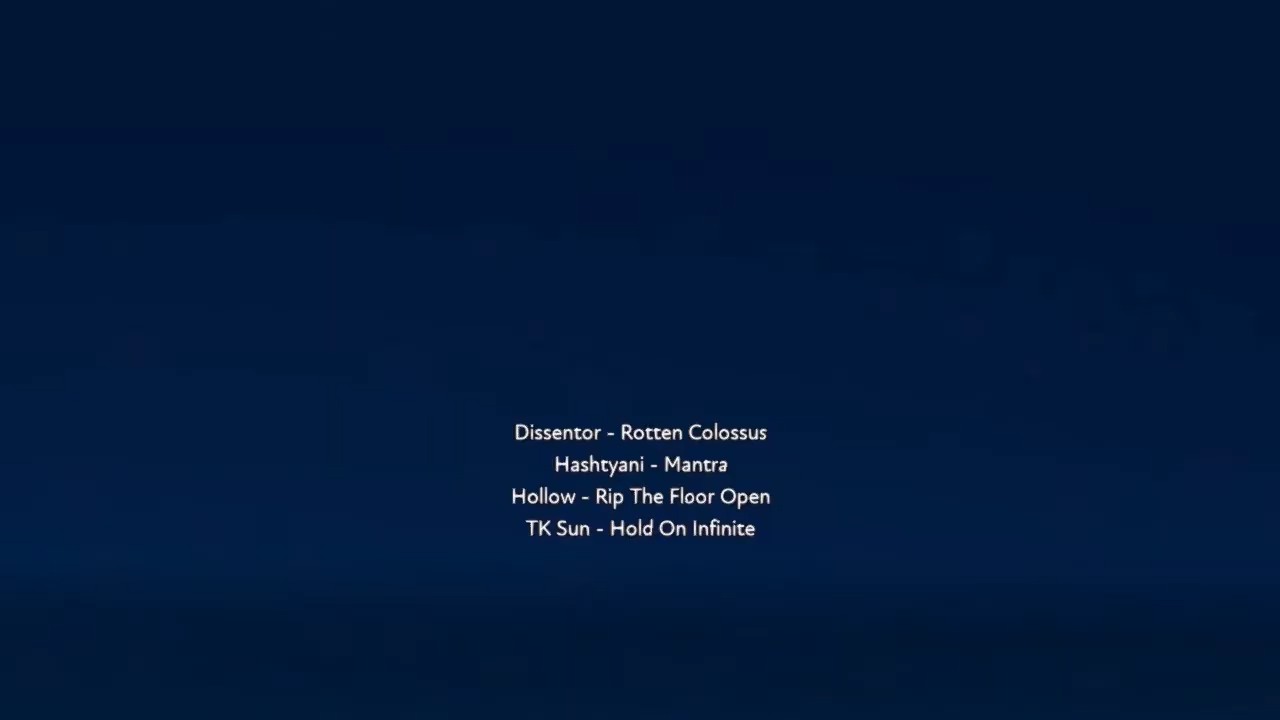 Dissentor - Rotten Colossus
Hashtyani - Mantra
Hollow - Rip The Floor Open
TK Sun - Hold On Infinite